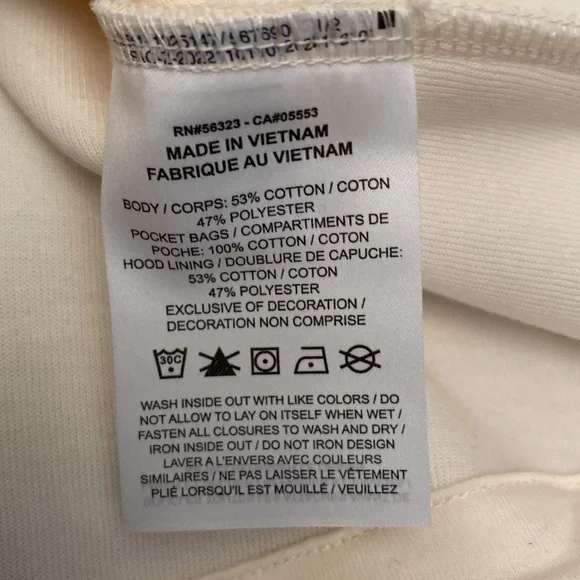 RN#56323 - CA#05553
MADE IN VIETNAM
FABRIQUE AU VIETNAM
BODY / CORPS: 53% COTTON / COTON
47% POLYESTER
POCKET BAGS / COMPARTIMENTS DE
POCHE: 100% COTTON / COTON
HOOD LINING / DOUBLURE DE CAPUCHE:
53% COTTON / COTON
47% POLYESTER
EXCLUSIVE OF DECORATION /
DECORATION NON COMPRISE
30C
WASH INSIDE OUT WITH LIKE COLORS / DO
NOT ALLOW TO LAY ON ITSELF WHEN WET /
FASTEN ALL CLOSURES TO WASH AND DRY /
IRON INSIDE OUT / DO NOT IRON DESIGN
LAVER A L'ENVERS AVEC COULEURS
SIMILAIRES / NE PAS LAISSER LE VÊTEMENT
PLIÉ LORSQU'IL EST MOUILLÉ / VEUILLEZ